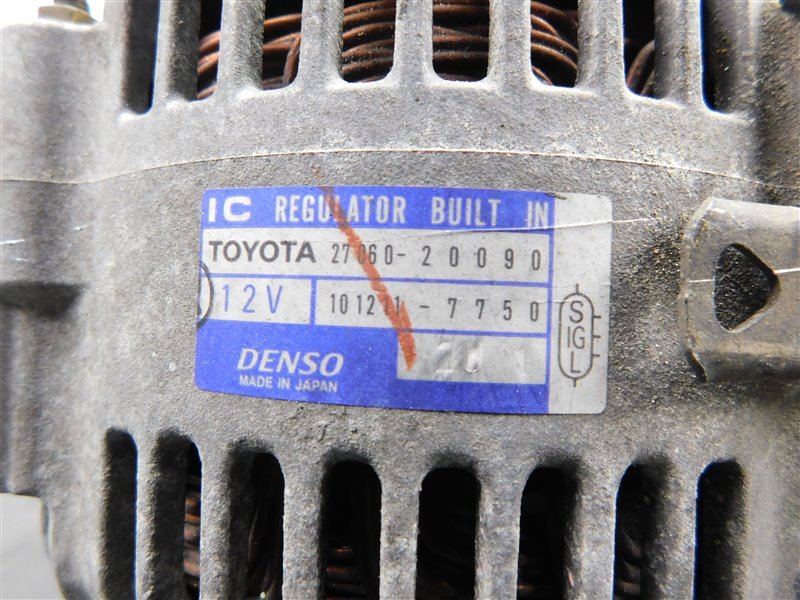 IC REGULATOR BUILT IN
TOYOTA 27060-20090
12V 101211-7750
DENSO
MADE IN JAPAN
S
IG
L